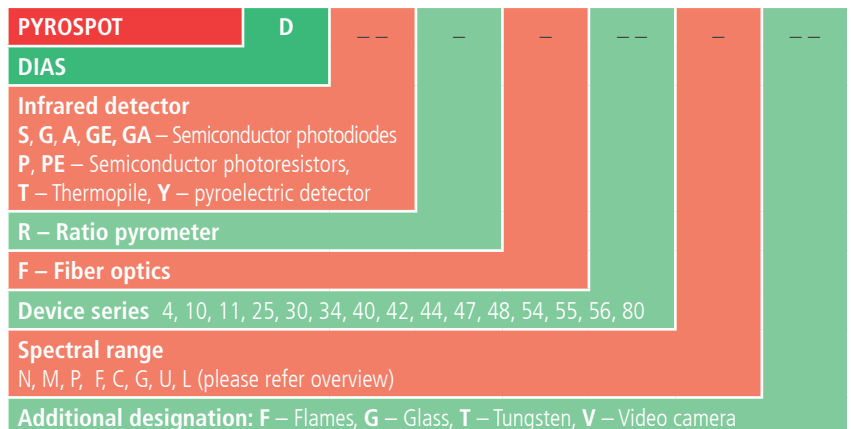 PYROSPOT D _ _ _ _ _ _ _ _ _
DIAS
Infrared detector
S, G, A, GE, GA – Semiconductor photodiodes
P, PE – Semiconductor photoresistors,
T – Thermopile, Y – pyroelectric detector
R – Ratio pyrometer
F – Fiber optics
Device series 4, 10, 11, 25, 30, 34, 40, 42, 44, 47, 48, 54, 55, 56, 80
Spectral range
N, M, P, F, C, G, U, L (please refer overview)
Additional designation: F – Flames, G – Glass, T – Tungsten, V – Video camera